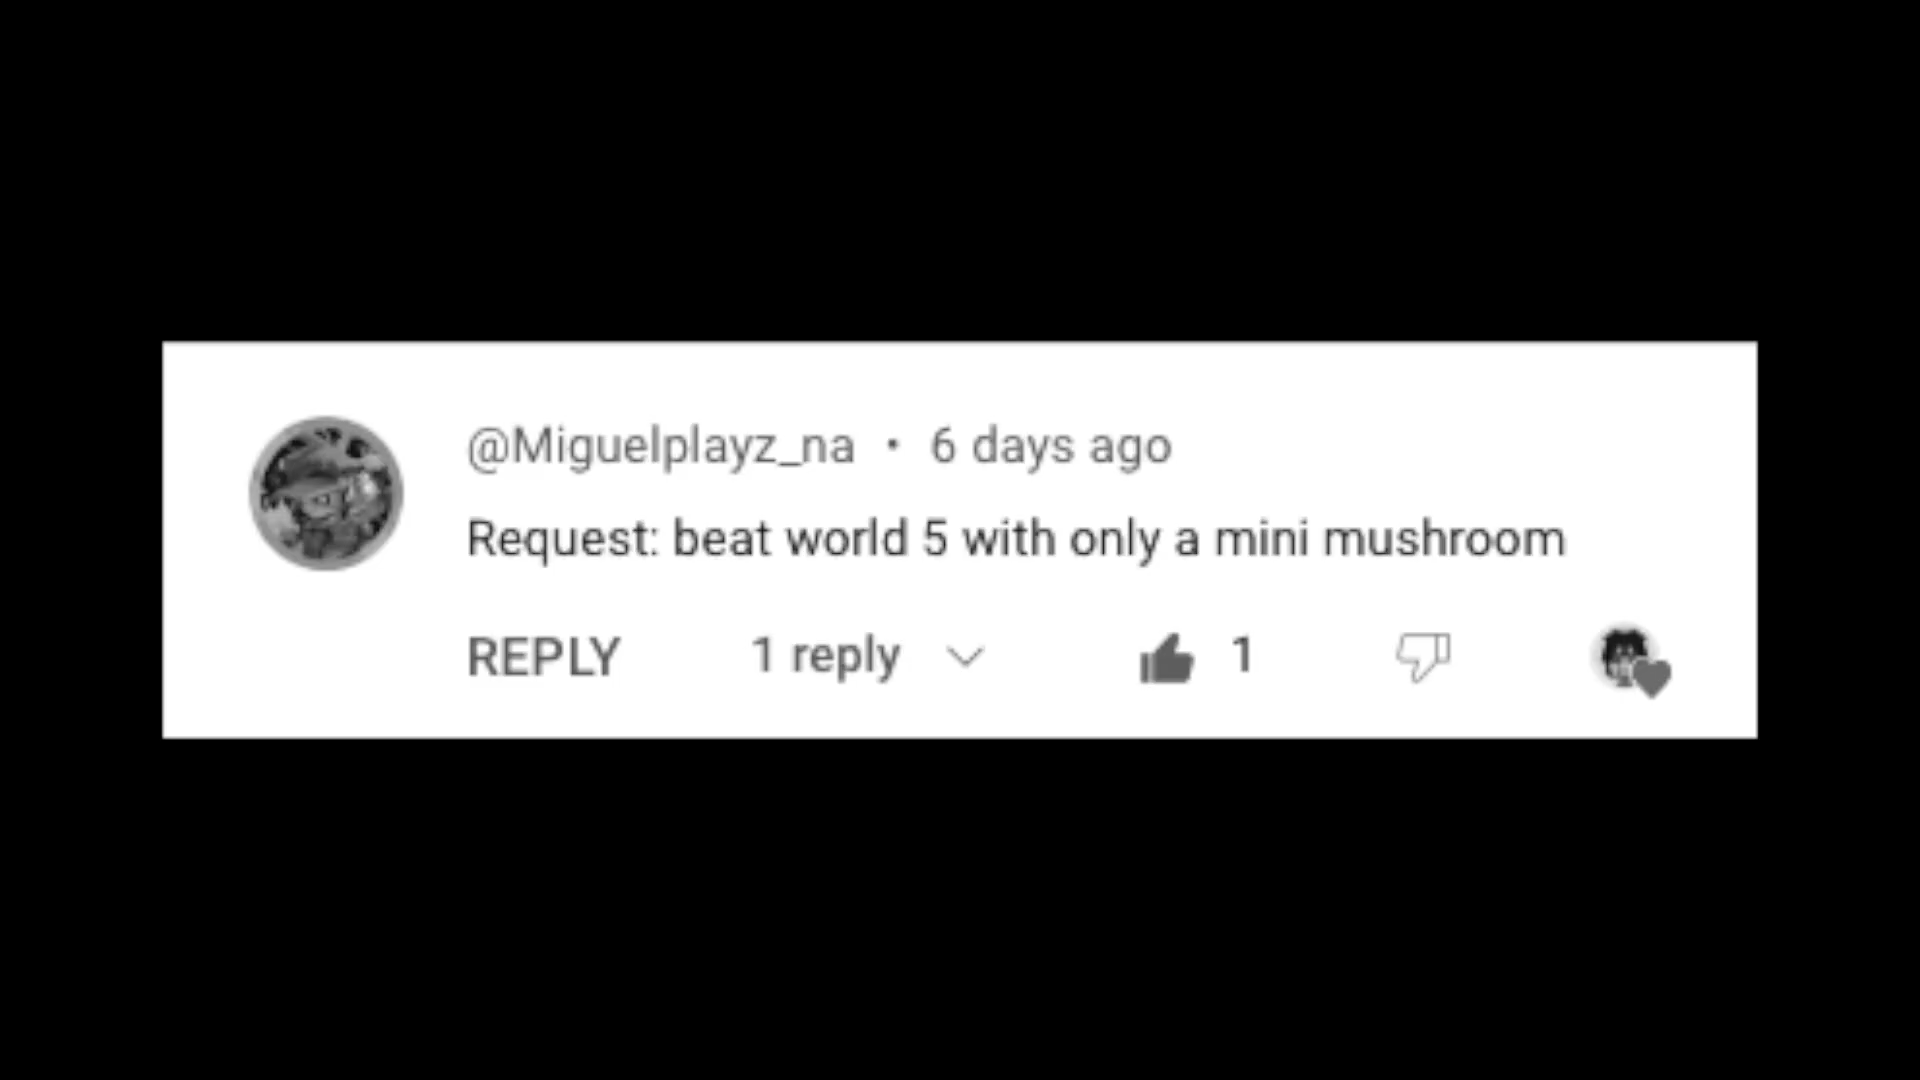 @Miguelplayz_na • 6 days ago
Request: beat world 5 with only a mini mushroom
REPLY 1 reply 1